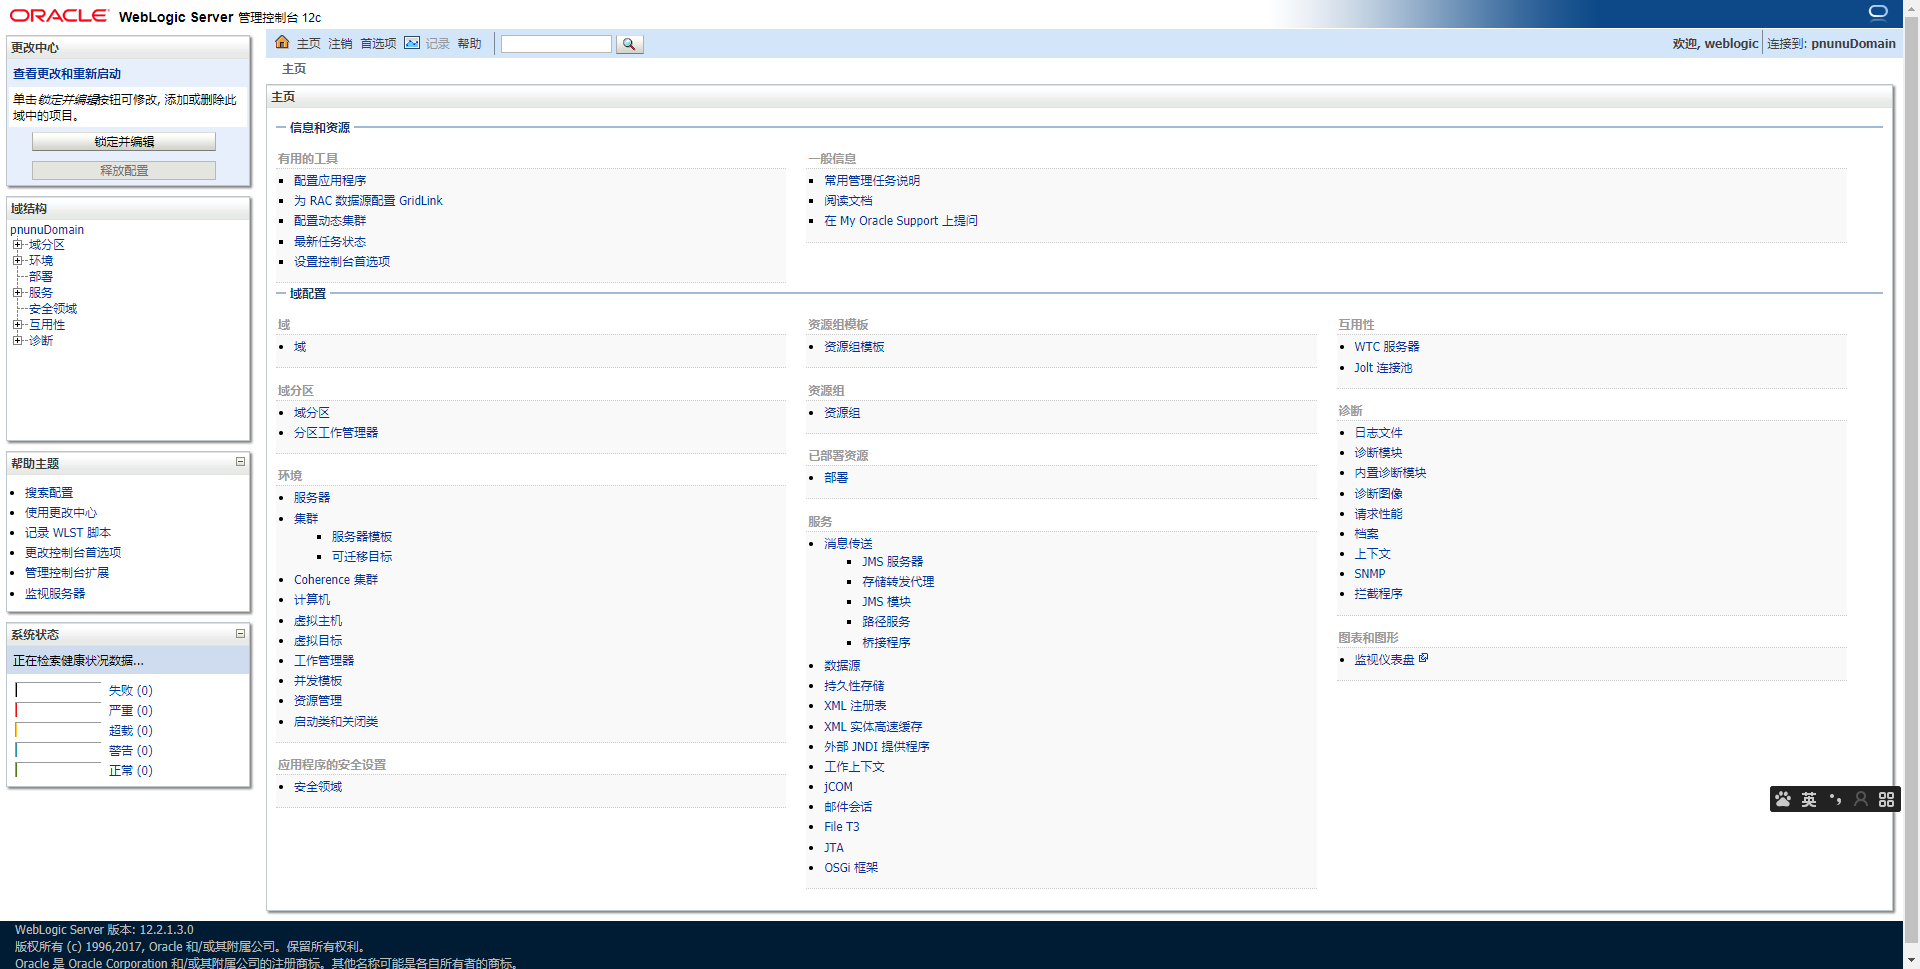 ORACLE WebLogic Server 管理控制台 12c
更改中心
查看更改和重新启动
单击锁定并编辑按钮可修改, 添加或删除此
域中的项目。
锁定并编辑
释放配置
域结构
pnunuDomain
域分区
环境
部署
服务
安全领域
互用性
诊断
帮助主题
搜索配置
使用更改中心
记录 WLST 脚本
更改控制台首选项
管理控制台扩展
监视服务器
系统状态
正在检索健康状况数据...
失败 (0)
严重 (0)
超载 (0)
警告 (0)
正常 (0)
主页 注销 首选项 记录 帮助
欢迎, weblogic 连接到: pnunuDomain
主页
主页
信息和资源
有用的工具
配置应用程序
为 RAC 数据源配置 GridLink
配置动态集群
最新任务状态
设置控制台首选项
一般信息
常用管理任务说明
阅读文档
在 My Oracle Support 上提问
域配置
域
域
域分区
域分区
分区工作管理器
环境
服务器
集群
服务器模板
可迁移目标
Coherence 集群
计算机
虚拟主机
虚拟目标
工作管理器
并发模板
资源管理
启动类和关闭类
应用程序的安全设置
安全领域
资源组模板
资源组模板
资源组
资源组
已部署资源
部署
服务
消息传送
JMS 服务器
存储转发代理
JMS 模块
路径服务
桥接程序
数据源
持久性存储
XML 注册表
XML 实体高速缓存
外部 JNDI 提供程序
工作上下文
jCOM
邮件会话
File T3
JTA
OSGi 框架
互用性
WTC 服务器
Jolt 连接池
诊断
日志文件
诊断模块
内置诊断模块
诊断图像
请求性能
档案
上下文
SNMP
拦截程序
图表和图形
监视仪表盘
英
WebLogic Server 版本: 12.2.1.3.0
版权所有 (c) 1996,2017, Oracle 和/或其附属公司。保留所有权利。
Oracle 是 Oracle Corporation 和/或其附属公司的注册商标。其他名称可能是各自所有者的商标。